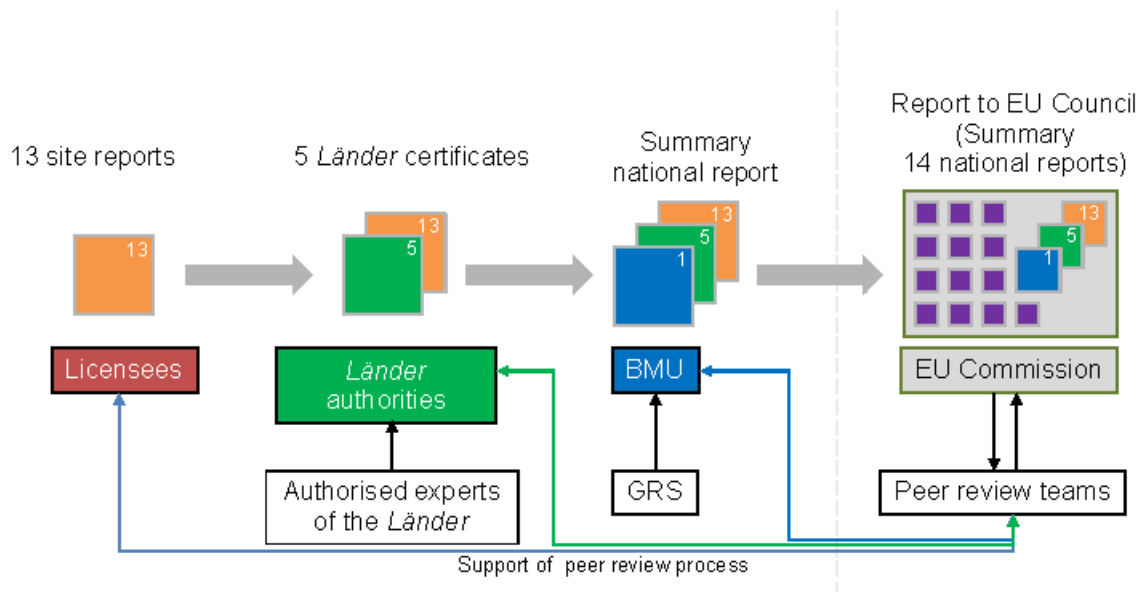 13 site reports
5 Länder certificates
Summary
national report
Report to EU Council
(Summary
14 national reports)
13
13
5
13
5
1
13
5
1
Licensees
Länder
authorities
BMU
EU Commission
Authorised experts
of the Länder
GRS
Peer review teams
Support of peer review process